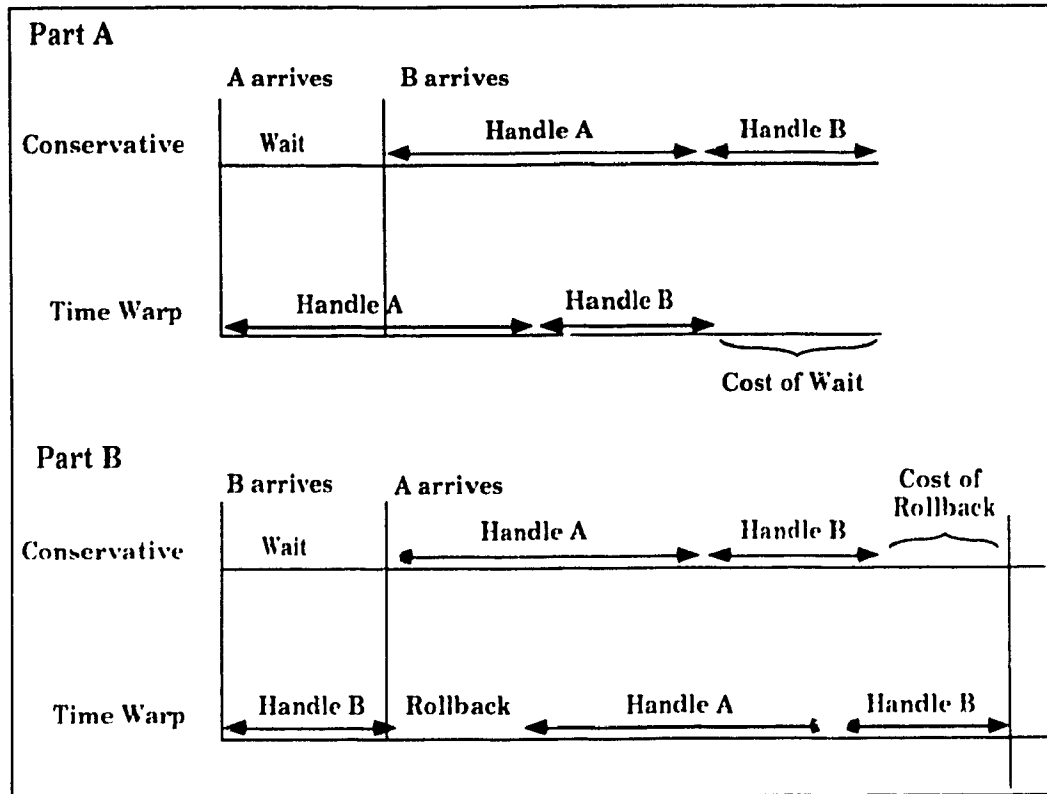 Part A
A arrives
B arrives
Conservative
Wait
Handle A
Handle B
Time Warp
Handle A
Handle B
Cost of Wait
Part B
B arrives
A arrives
Cost of
Rollback
Conservative
Wait
Handle A
Handle B
Time Warp
Handle B
Rollback
Handle A
Handle B